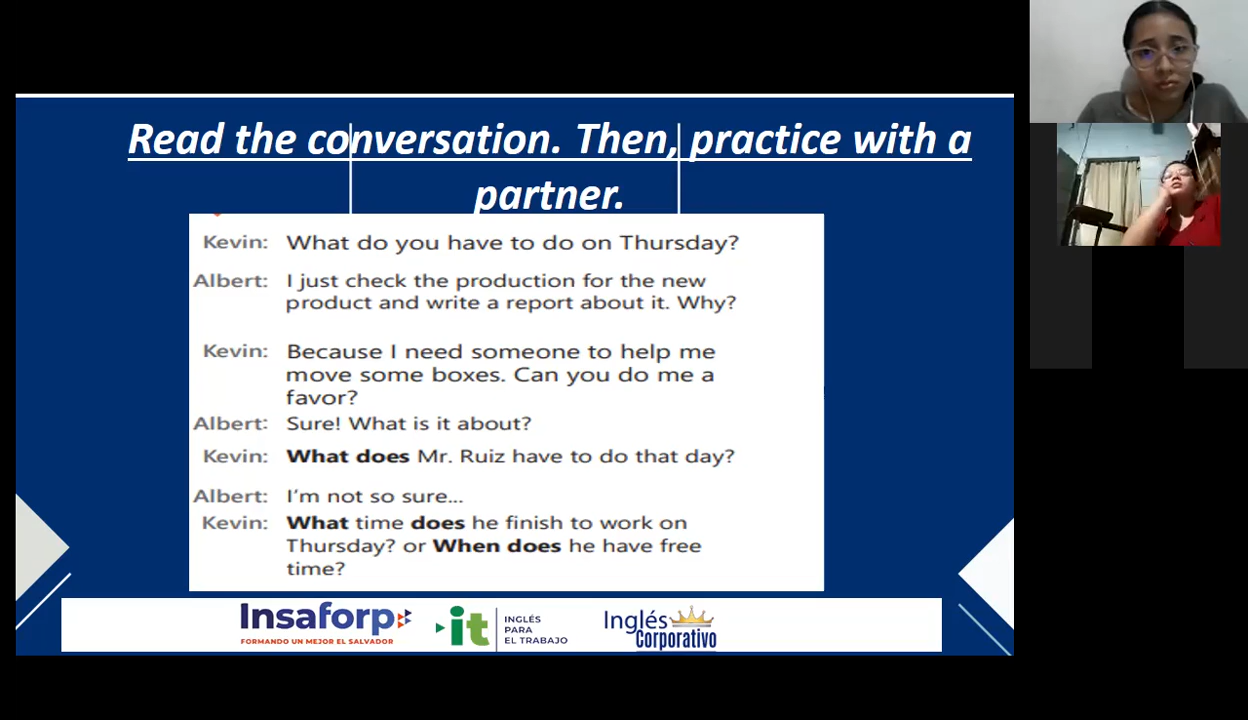 Read the conversation. Then, practice with a
partner.
Kevin: What do you have to do on Thursday?
Albert: I just check the production for the new
product and write a report about it. Why?
Kevin: Because I need someone to help me
move some boxes. Can you do me a
favor?
Albert: Sure! What is it about?
Kevin: What does Mr. Ruiz have to do that day?
Albert: I'm not so sure...
Kevin: What time does he finish to work on
Thursday? or When does he have free
time?
Insaforp
FORMANDO UN MEJOR EL SALVADOR
it
INGLÉS
PARA
EL TRABAJO
Inglés
Corporativo